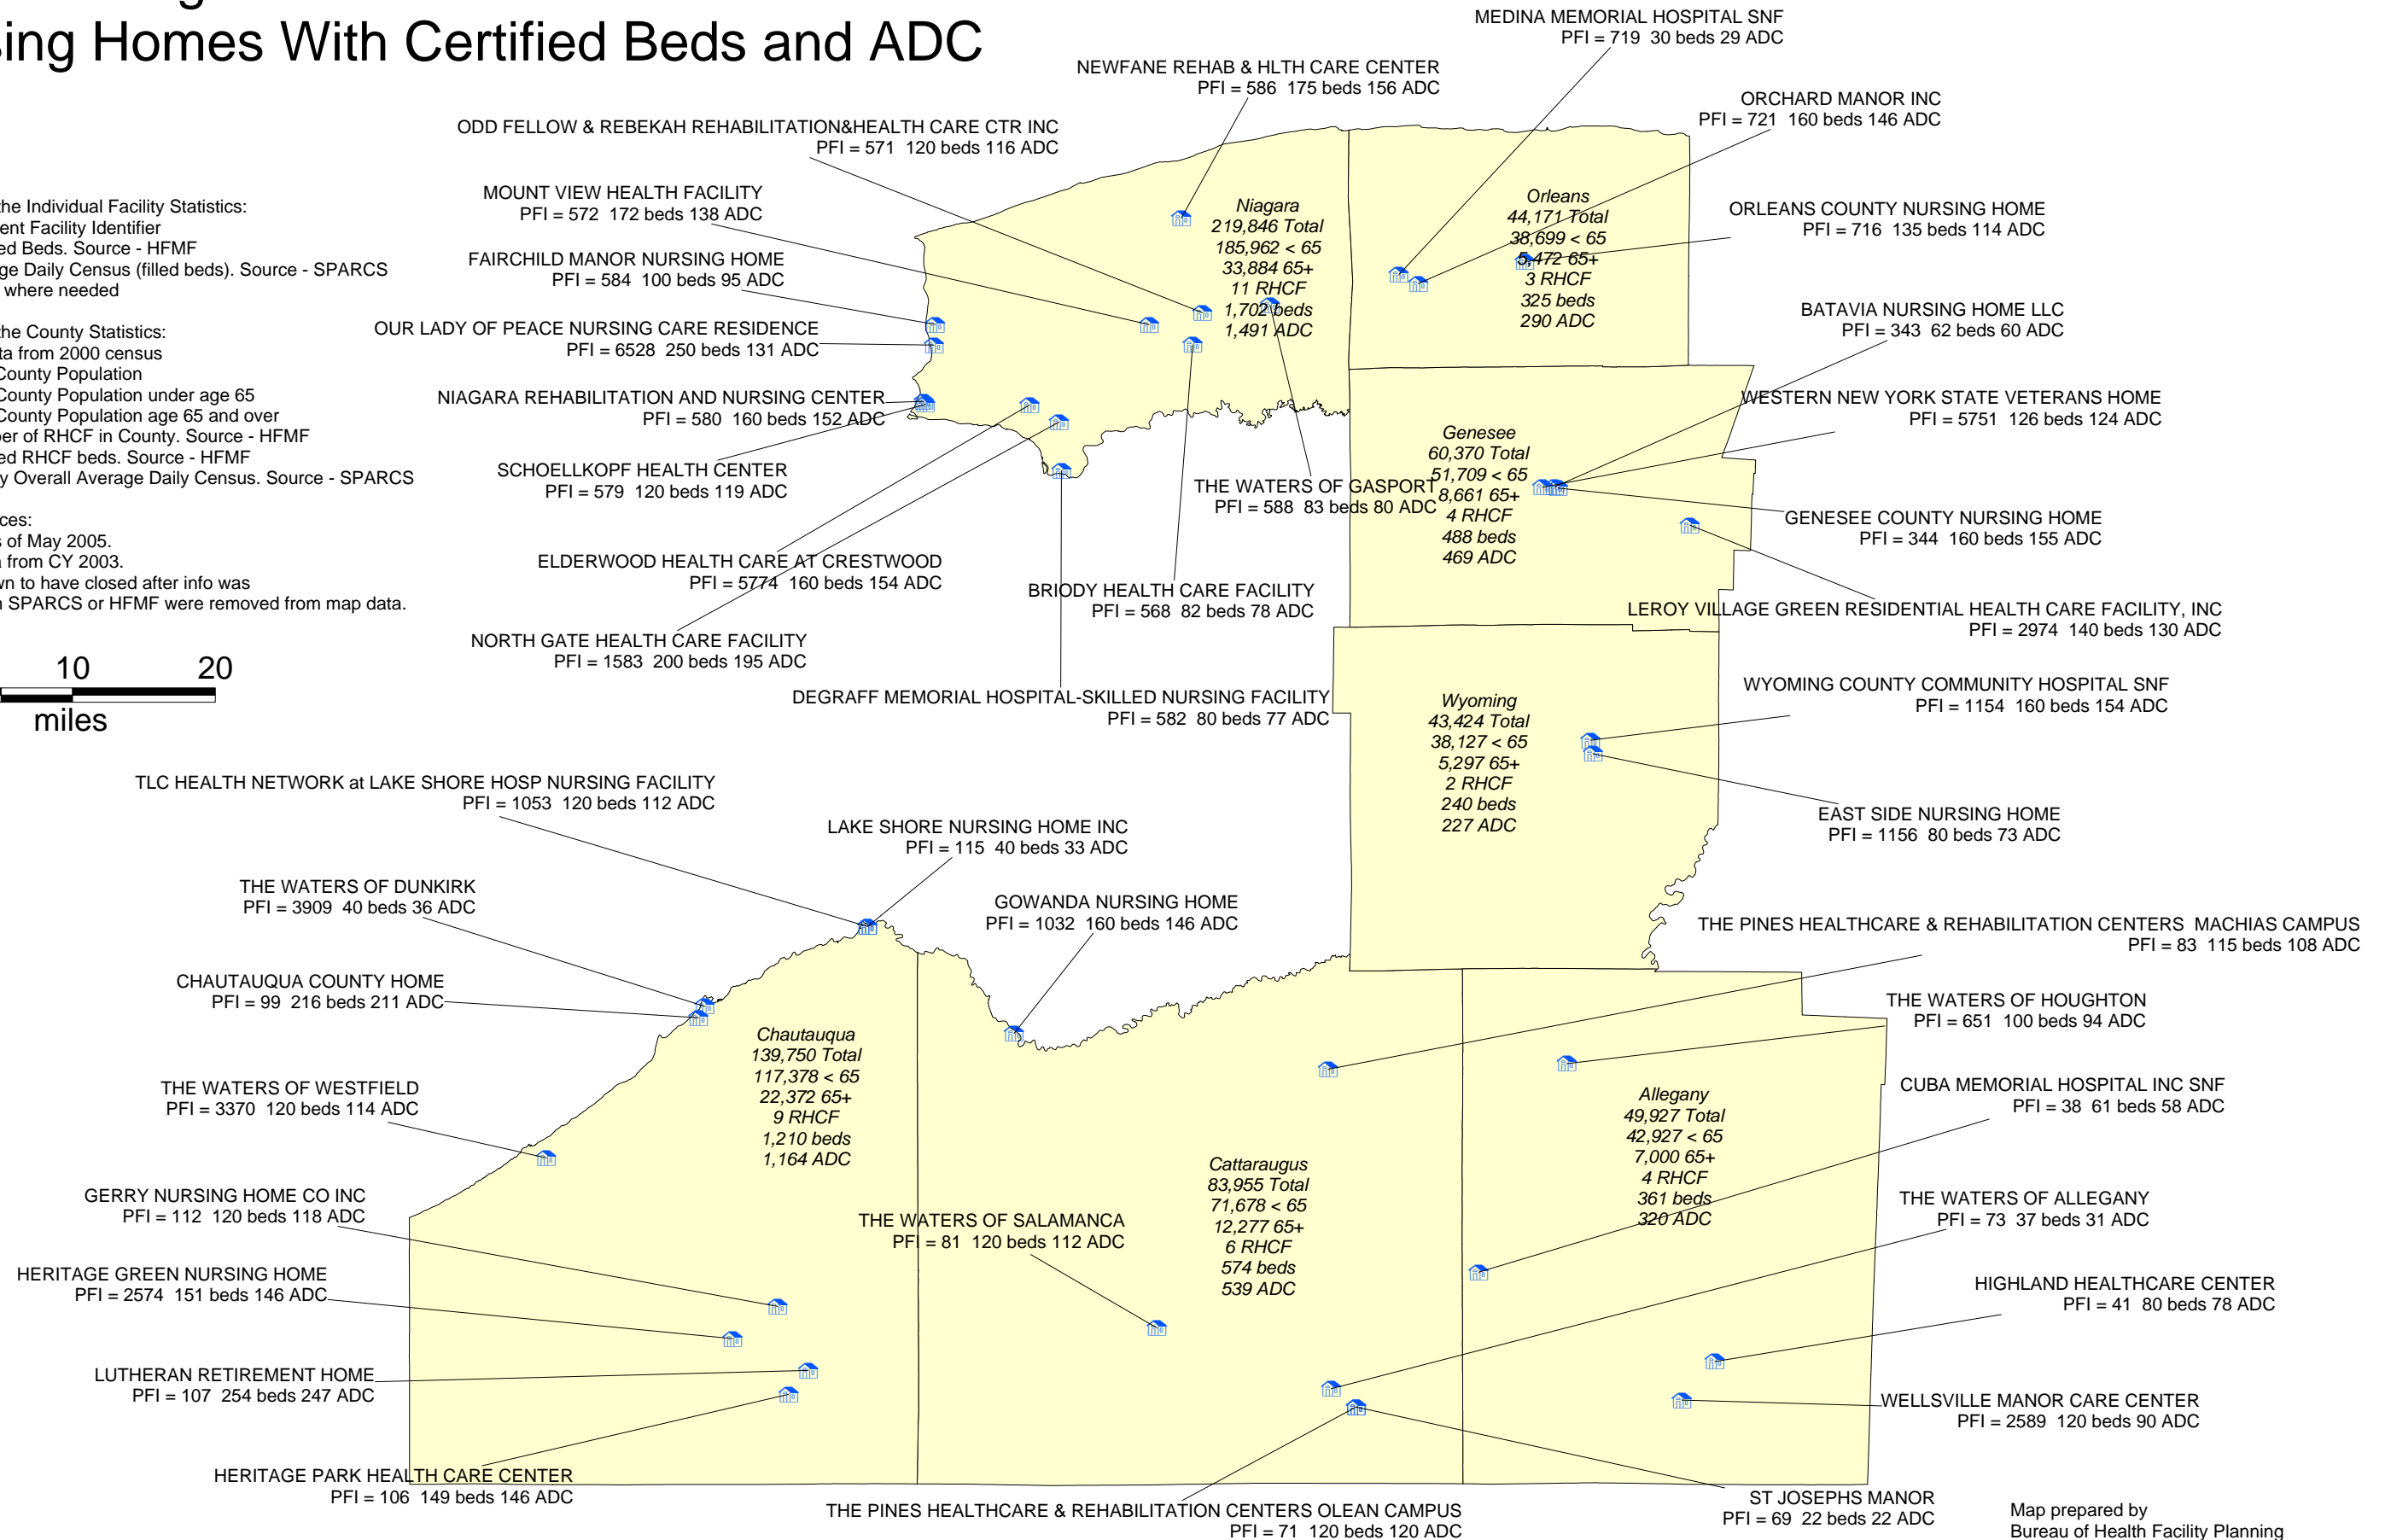 sing Homes With Certified Beds and ADC
the Individual Facility Statistics:
ent Facility Identifier
ed Beds. Source - HFMF
ge Daily Census (filled beds). Source - SPARCS
where needed
the County Statistics:
ta from 2000 census
County Population
County Population under age 65
County Population age 65 and over
er of RHCF in County. Source - HFMF
ed RHCF beds. Source - HFMF
y Overall Average Daily Census. Source - SPARCS
ces:
s of May 2005.
a from CY 2003.
wn to have closed after info was
n SPARCS or HFMF were removed from map data.
10 20
miles
MEDINA MEMORIAL HOSPITAL SNF
PFI = 719 30 beds 29 ADC
NEWFANE REHAB & HLTH CARE CENTER
PFI = 586 175 beds 156 ADC
ORCHARD MANOR INC
PFI = 721 160 beds 146 ADC
ODD FELLOW & REBEKAH REHABILITATION&HEALTH CARE CTR INC
PFI = 571 120 beds 116 ADC
MOUNT VIEW HEALTH FACILITY
PFI = 572 172 beds 138 ADC
FAIRCHILD MANOR NURSING HOME
PFI = 584 100 beds 95 ADC
OUR LADY OF PEACE NURSING CARE RESIDENCE
PFI = 6528 250 beds 131 ADC
NIAGARA REHABILITATION AND NURSING CENTER
PFI = 580 160 beds 152 ADC
SCHOELLKOPF HEALTH CENTER
PFI = 579 120 beds 119 ADC
ELDERWOOD HEALTH CARE AT CRESTWOOD
PFI = 5774 160 beds 154 ADC
NORTH GATE HEALTH CARE FACILITY
PFI = 1583 200 beds 195 ADC
DEGRAFF MEMORIAL HOSPITAL-SKILLED NURSING FACILITY
PFI = 582 80 beds 77 ADC
BRIODY HEALTH CARE FACILITY
PFI = 568 82 beds 78 ADC
THE WATERS OF GASPORT
PFI = 588 83 beds 80 ADC
Niagara
219,846 Total
185,962 < 65
33,884 65+
11 RHCF
1,702 beds
1,491 ADC
Orleans
44,171 Total
38,699 < 65
5,472 65+
3 RHCF
325 beds
290 ADC
ORLEANS COUNTY NURSING HOME
PFI = 716 135 beds 114 ADC
BATAVIA NURSING HOME LLC
PFI = 343 62 beds 60 ADC
WESTERN NEW YORK STATE VETERANS HOME
PFI = 5751 126 beds 124 ADC
GENESEE COUNTY NURSING HOME
PFI = 344 160 beds 155 ADC
LEROY VILLAGE GREEN RESIDENTIAL HEALTH CARE FACILITY, INC
PFI = 2974 140 beds 130 ADC
Genesee
60,370 Total
51,709 < 65
8,661 65+
4 RHCF
488 beds
469 ADC
WYOMING COUNTY COMMUNITY HOSPITAL SNF
PFI = 1154 160 beds 154 ADC
EAST SIDE NURSING HOME
PFI = 1156 80 beds 73 ADC
Wyoming
43,424 Total
38,127 < 65
5,297 65+
2 RHCF
240 beds
227 ADC
TLC HEALTH NETWORK at LAKE SHORE HOSP NURSING FACILITY
PFI = 1053 120 beds 112 ADC
LAKE SHORE NURSING HOME INC
PFI = 115 40 beds 33 ADC
THE WATERS OF DUNKIRK
PFI = 3909 40 beds 36 ADC
GOWANDA NURSING HOME
PFI = 1032 160 beds 146 ADC
CHAUTAUQUA COUNTY HOME
PFI = 99 216 beds 211 ADC
THE WATERS OF WESTFIELD
PFI = 3370 120 beds 114 ADC
GERRY NURSING HOME CO INC
PFI = 112 120 beds 118 ADC
HERITAGE GREEN NURSING HOME
PFI = 2574 151 beds 146 ADC
LUTHERAN RETIREMENT HOME
PFI = 107 254 beds 247 ADC
HERITAGE PARK HEALTH CARE CENTER
PFI = 106 149 beds 146 ADC
Chautauqua
139,750 Total
117,378 < 65
22,372 65+
9 RHCF
1,210 beds
1,164 ADC
THE WATERS OF SALAMANCA
PFI = 81 120 beds 112 ADC
Cattaraugus
83,955 Total
71,678 < 65
12,277 65+
6 RHCF
574 beds
539 ADC
Allegany
49,927 Total
42,927 < 65
7,000 65+
4 RHCF
361 beds
320 ADC
THE PINES HEALTHCARE & REHABILITATION CENTERS MACHIAS CAMPUS
PFI = 83 115 beds 108 ADC
THE WATERS OF HOUGHTON
PFI = 651 100 beds 94 ADC
CUBA MEMORIAL HOSPITAL INC SNF
PFI = 38 61 beds 58 ADC
THE WATERS OF ALLEGANY
PFI = 73 37 beds 31 ADC
HIGHLAND HEALTHCARE CENTER
PFI = 41 80 beds 78 ADC
WELLSVILLE MANOR CARE CENTER
PFI = 2589 120 beds 90 ADC
ST JOSEPHS MANOR
PFI = 69 22 beds 22 ADC
THE PINES HEALTHCARE & REHABILITATION CENTERS OLEAN CAMPUS
PFI = 71 120 beds 120 ADC
Map prepared by
Bureau of Health Facility Planning